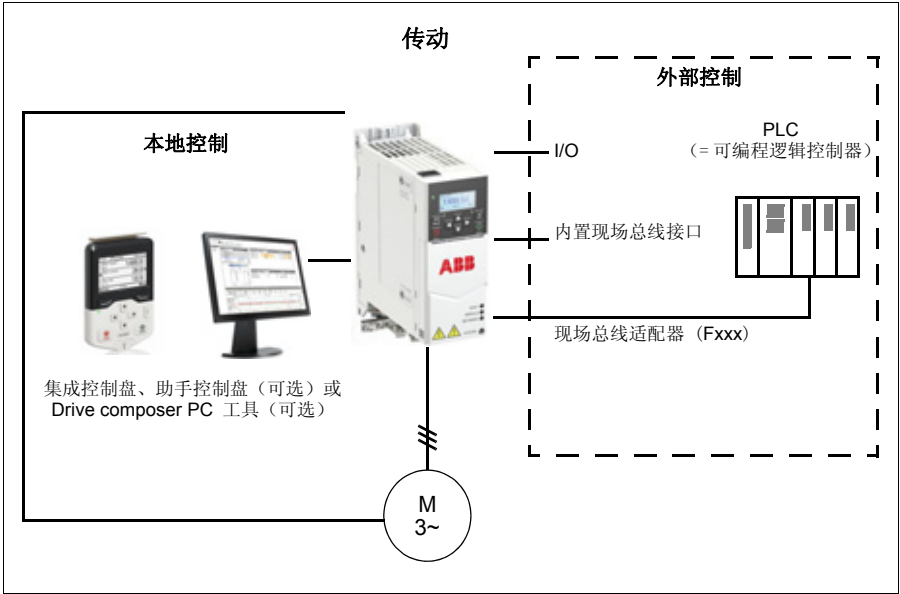 传动
外部控制
本地控制
PLC
（= 可编程逻辑控制器）
I/O
内置现场总线接口
ABB
现场总线适配器（Fxxx）
集成控制盘、助手控制盘（可选）或
Drive composer PC 工具（可选）
M
3~